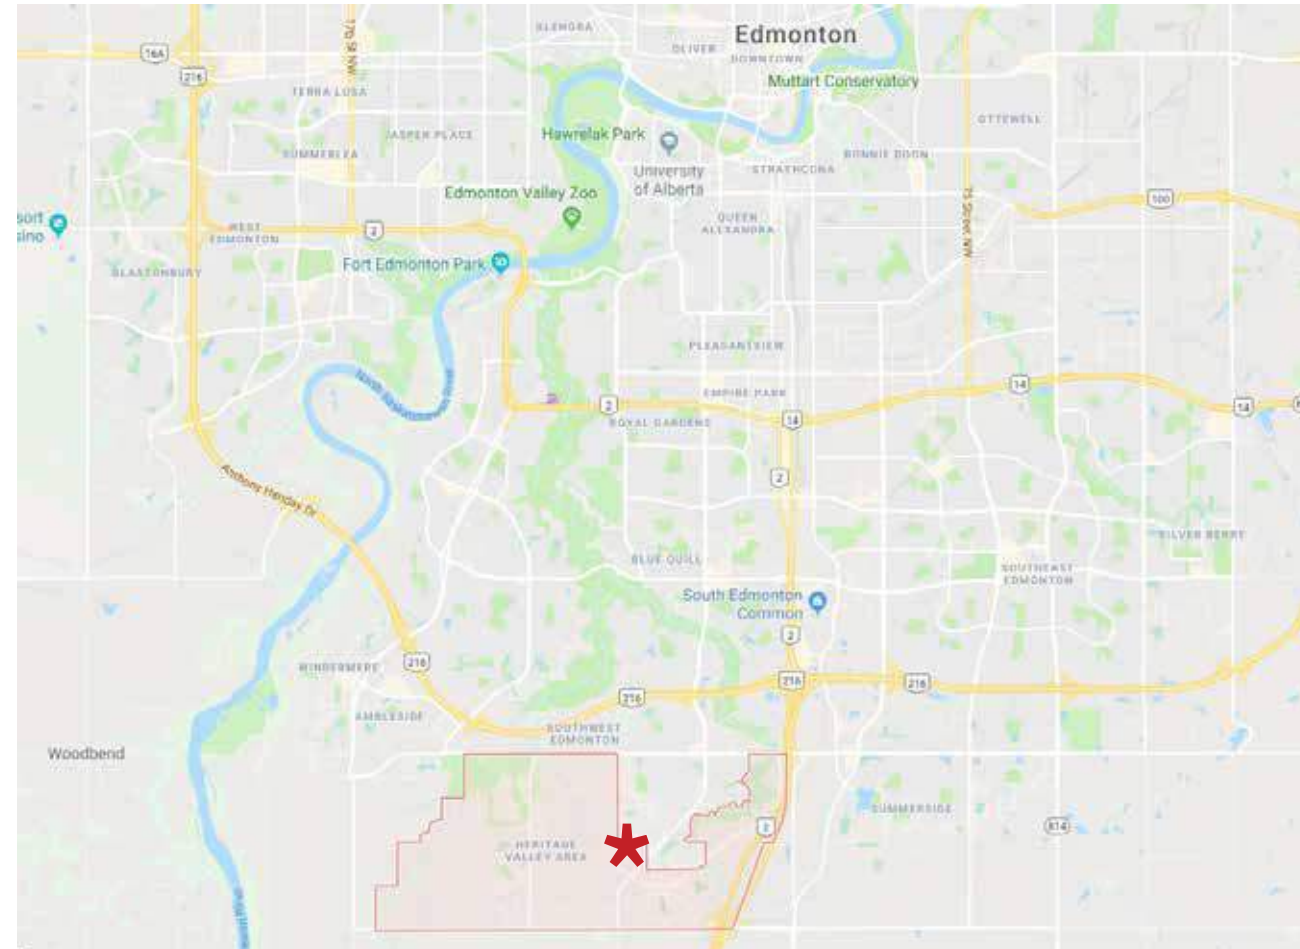 Edmonton
GLENORA
OLIVER
DOWNTOWN
16A
216
170 St NW
Muttart Conservatory
TERRA LOSA
JASPER PLACE
Hawrelak Park
OTTEWELL
SUMMERLEA
University
of Alberta
STRATHCONA
BONNIE DOON
Edmonton Valley Zoo
75 Street NW
100
sort
sino
WEST
EDMONTON
2
QUEEN
ALEXANDRA
GLASTONBURY
Fort Edmonton Park
PLEASANTVIEW
North Saskatchewan River
EMPIRE PARK
14
2
ROYAL GARDENS
14
14
Anthony Henday Dr
2
SILVER BERRY
BLUE QUILL
SOUTHEAST
EDMONTON
South Edmonton
Common
2
WINDERMERE
216
216
216
216
AMBLESIDE
SOUTHWEST
EDMONTON
Woodbend
SUMMERSIDE
2
814
HERITAGE
VALLEY AREA